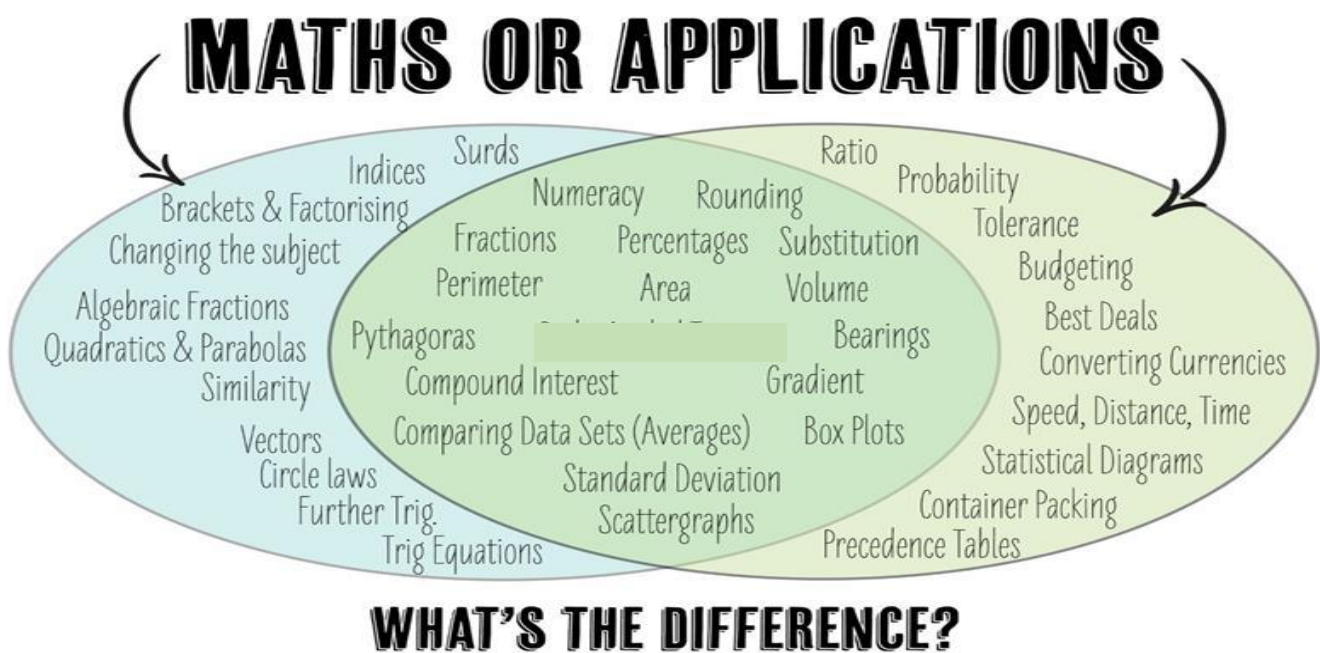 MATHS OR APPLICATIONS
Surds
Indices
Brackets & Factorising
Changing the subject
Algebraic Fractions
Quadratics & Parabolas
Similarity
Vectors
Circle laws
Further Trig.
Trig Equations
Numeracy Rounding
Fractions Percentages Substitution
Perimeter Area Volume
Pythagoras Bearings
Compound Interest Gradient
Comparing Data Sets (Averages) Box Plots
Standard Deviation
Scattergraphs
Ratio
Probability
Tolerance
Budgeting
Best Deals
Converting Currencies
Speed, Distance, Time
Statistical Diagrams
Container Packing
Precedence Tables
WHAT'S THE DIFFERENCE?